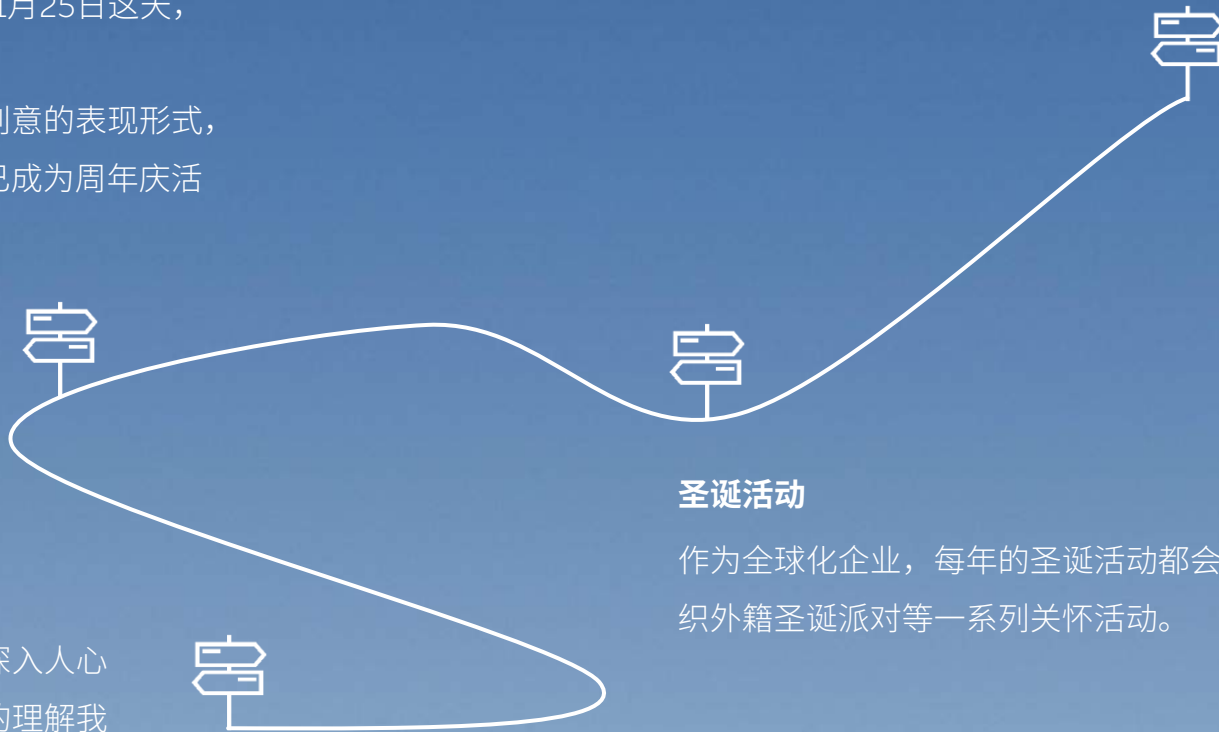 月25日这天，
意的表现形式，
成为周年庆活
圣诞活动
作为全球化企业，每年的圣诞活动都会
织外籍圣诞派对等一系列关怀活动。
深入人心
的理解我